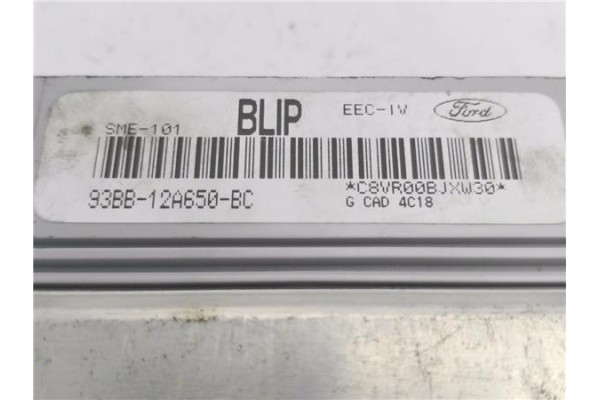 SME-101 BLIP EEC-IV Ford
93BB-12A650-BC *C8VR00BJXW30*
G CAD 4C18